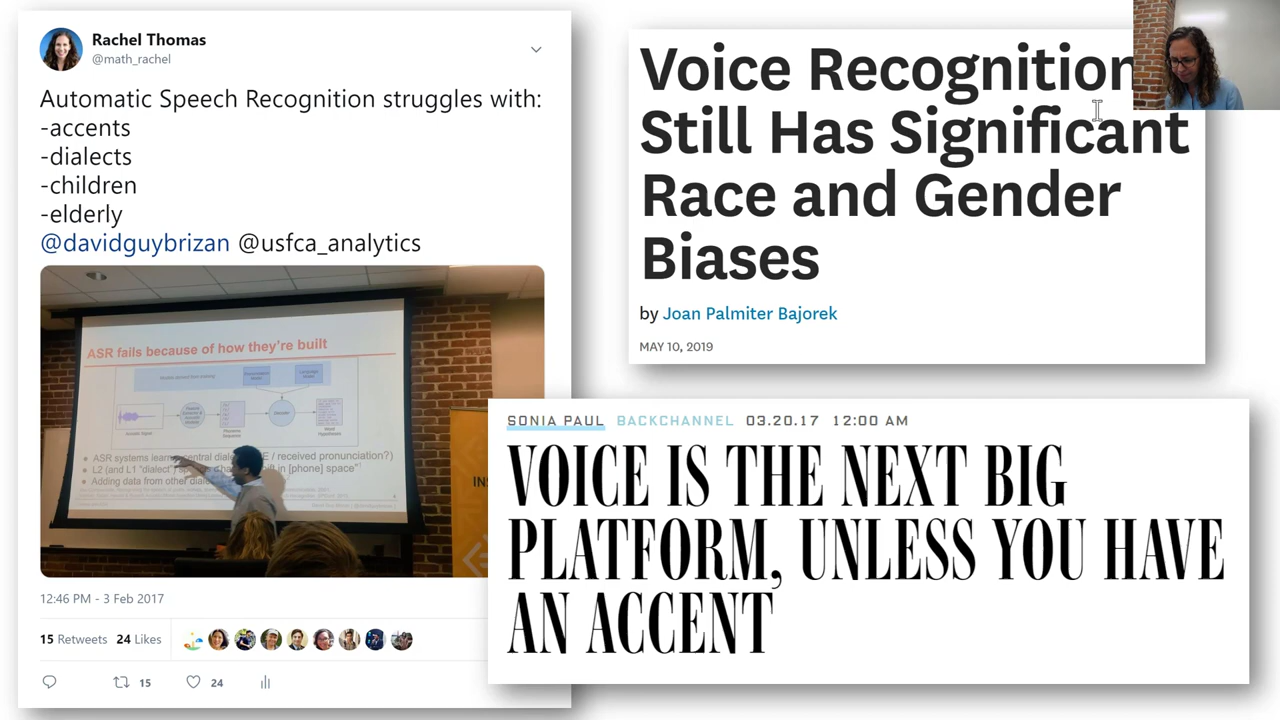 Rachel Thomas
@math_rachel
Automatic Speech Recognition struggles with:
-accents
-dialects
-children
-elderly
@davidguybrizan @usfca_analytics
ASR fails because of how they're built
12:46 PM - 3 Feb 2017
15 Retweets 24 Likes
15 24
Voice Recognition
Still Has Significant
Race and Gender
Biases
by Joan Palmiter Bajorek
MAY 10, 2019
SONIA PAUL BACKCHANNEL 03.20.17 12:00 AM
VOICE IS THE NEXT BIG
PLATFORM, UNLESS YOU HAVE
AN ACCENT